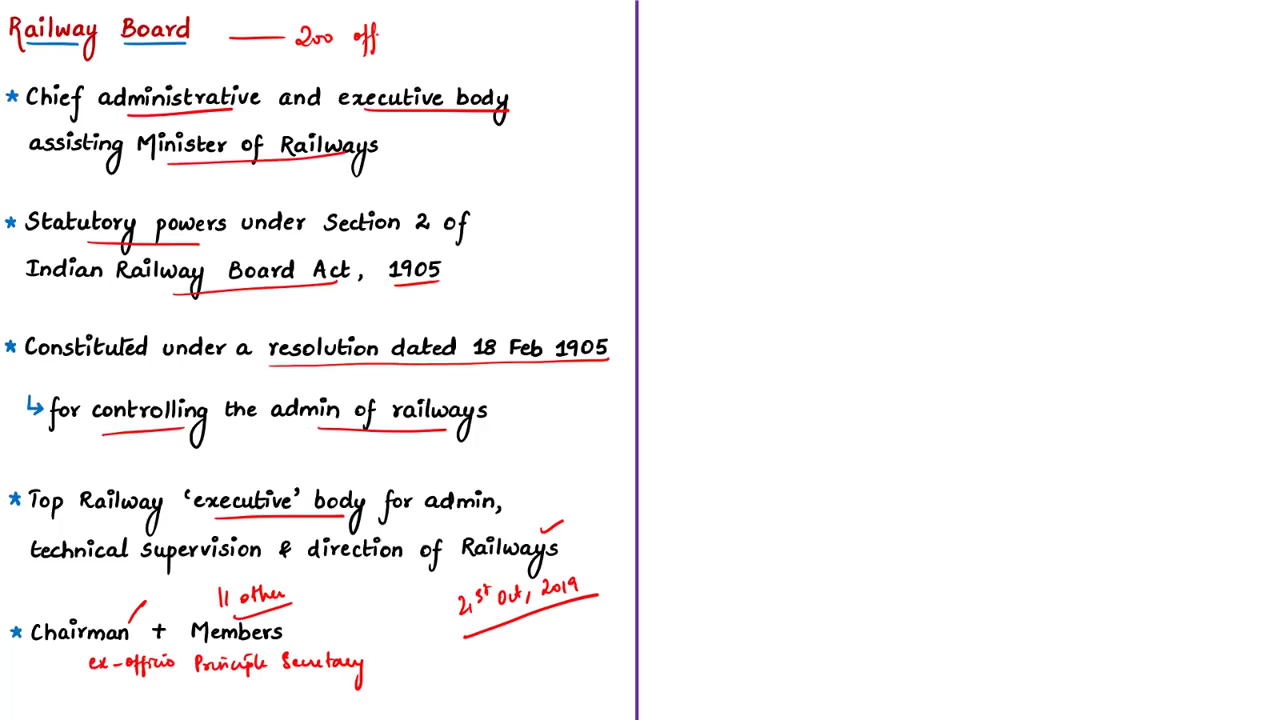 Railway Board — 200 off
* Chief administrative and executive body
assisting Minister of Railways
* Statutory powers under Section 2 of
Indian Railway Board Act, 1905
* Constituted under a resolution dated 18 Feb 1905
↳ for controlling the admin of railways
* Top Railway ‘executive’ body for admin,
technical supervision & direction of Railways
21st Oct, 2019
11 other
* Chairman + Members
ex-officio Principle Secretary